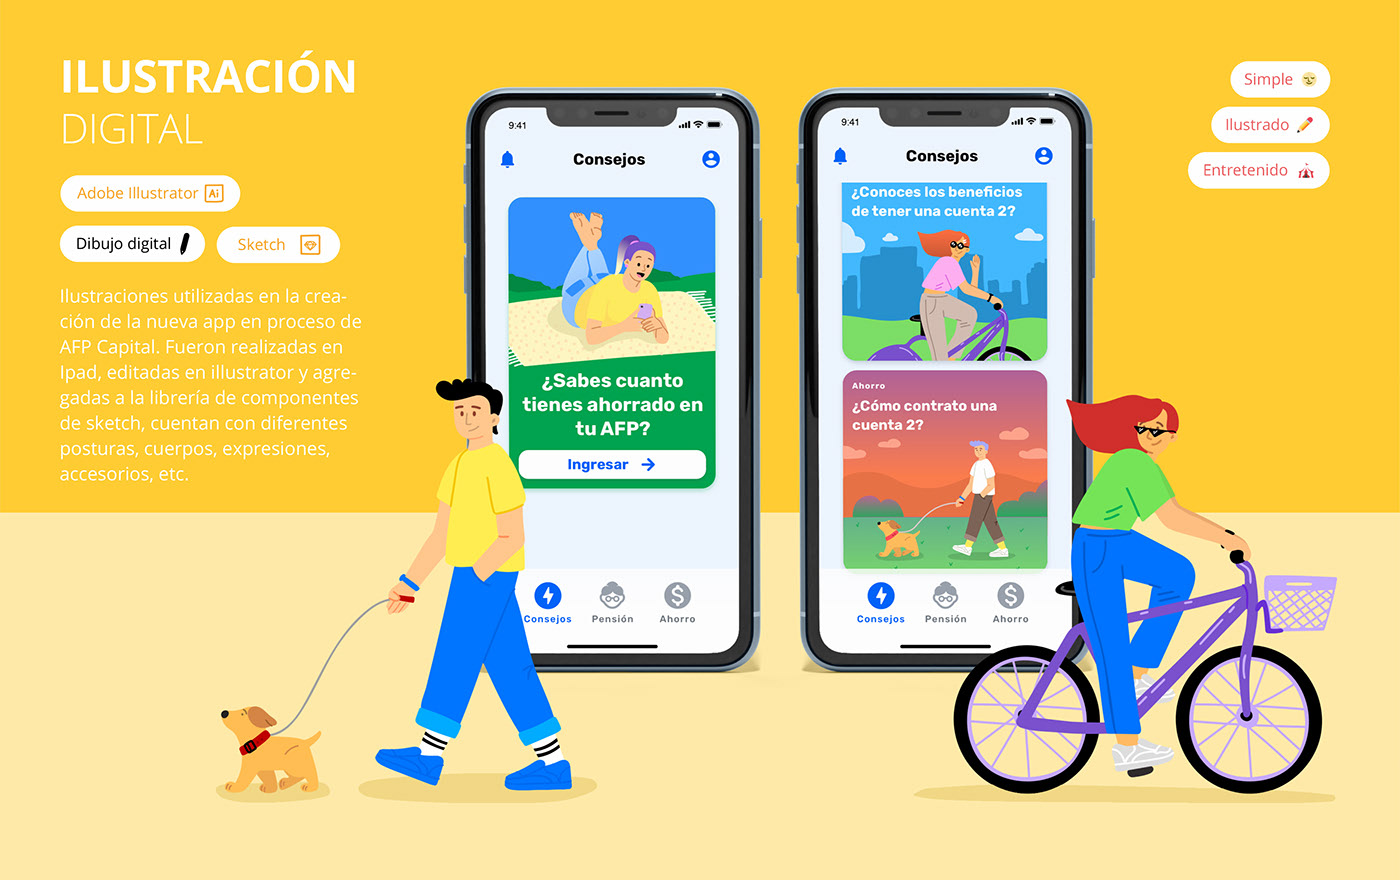 ILUSTRACIÓN
DIGITAL
Adobe Illustrator Ai
Dibujo digital
Sketch
Ilustraciones utilizadas en la crea-
ción de la nueva app en proceso de
AFP Capital. Fueron realizadas en
Ipad, editadas en illustrator y agre-
gadas a la librería de componentes
de sketch, cuentan con diferentes
posturas, cuerpos, expresiones,
accesorios, etc.
9:41
Consejos
¿Sabes cuanto
tienes ahorrado en
tu AFP?
Ingresar
Consejos
Pensión
$
Ahorro
9:41
Consejos
¿Conoces los beneficios
de tener una cuenta 2?
Ahorro
¿Cómo contrato una
cuenta 2?
Consejos
Pensión
$
Ahorro
Simple
Ilustrado
Entretenido